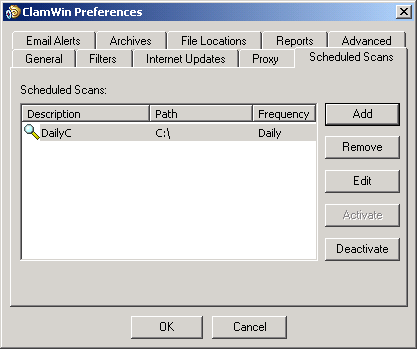 ClamWin Preferences
Email Alerts Archives File Locations Reports Advanced
General Filters Internet Updates Proxy Scheduled Scans
Scheduled Scans:
Description Path Frequency
DailyC C:\ Daily
Add
Remove
Edit
Activate
Deactivate
OK Cancel